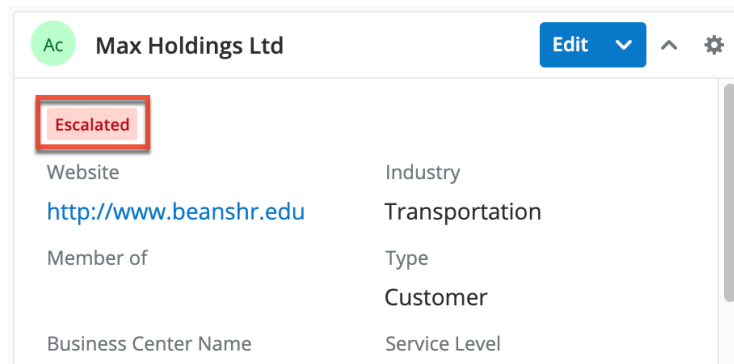 Ac Max Holdings Ltd Edit
Escalated
Website Industry
http://www.beanshr.edu Transportation
Member of Type
Customer
Business Center Name Service Level